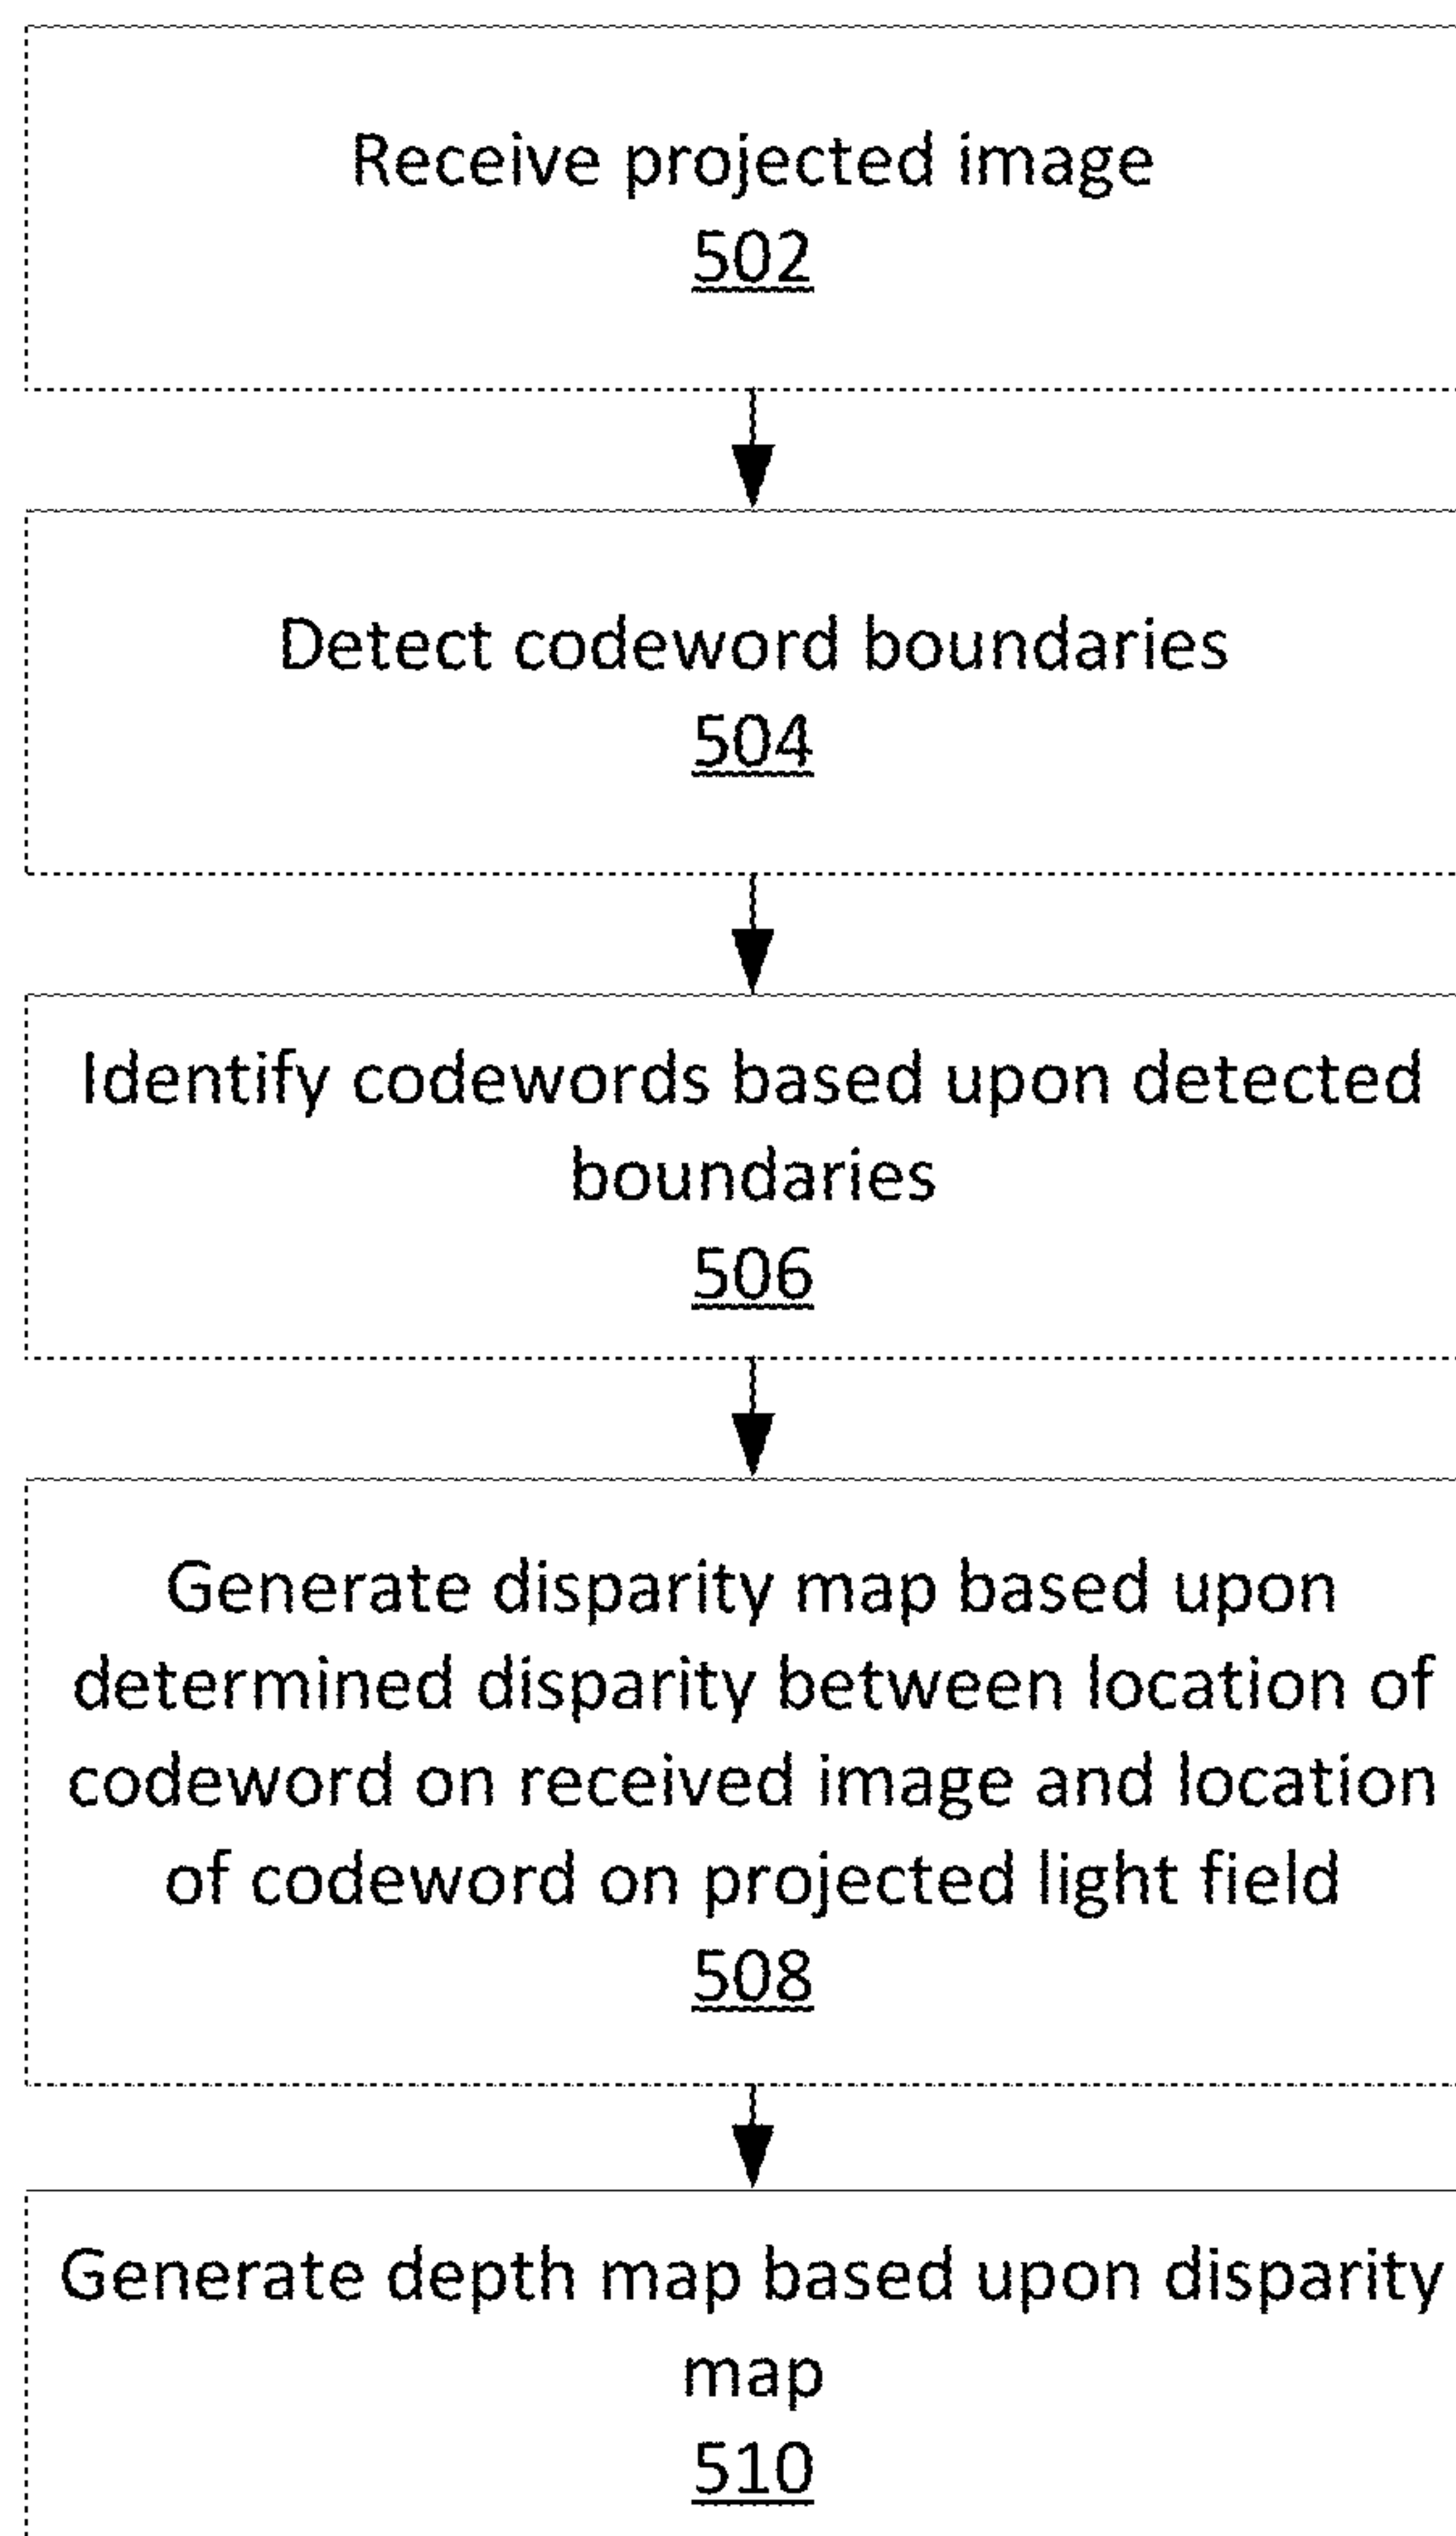 Receive projected image
502
Detect codeword boundaries
504
Identify codewords based upon detected
boundaries
506
Generate disparity map based upon
determined disparity between location of
codeword on received image and location
of codeword on projected light field
508
Generate depth map based upon disparity
map
510